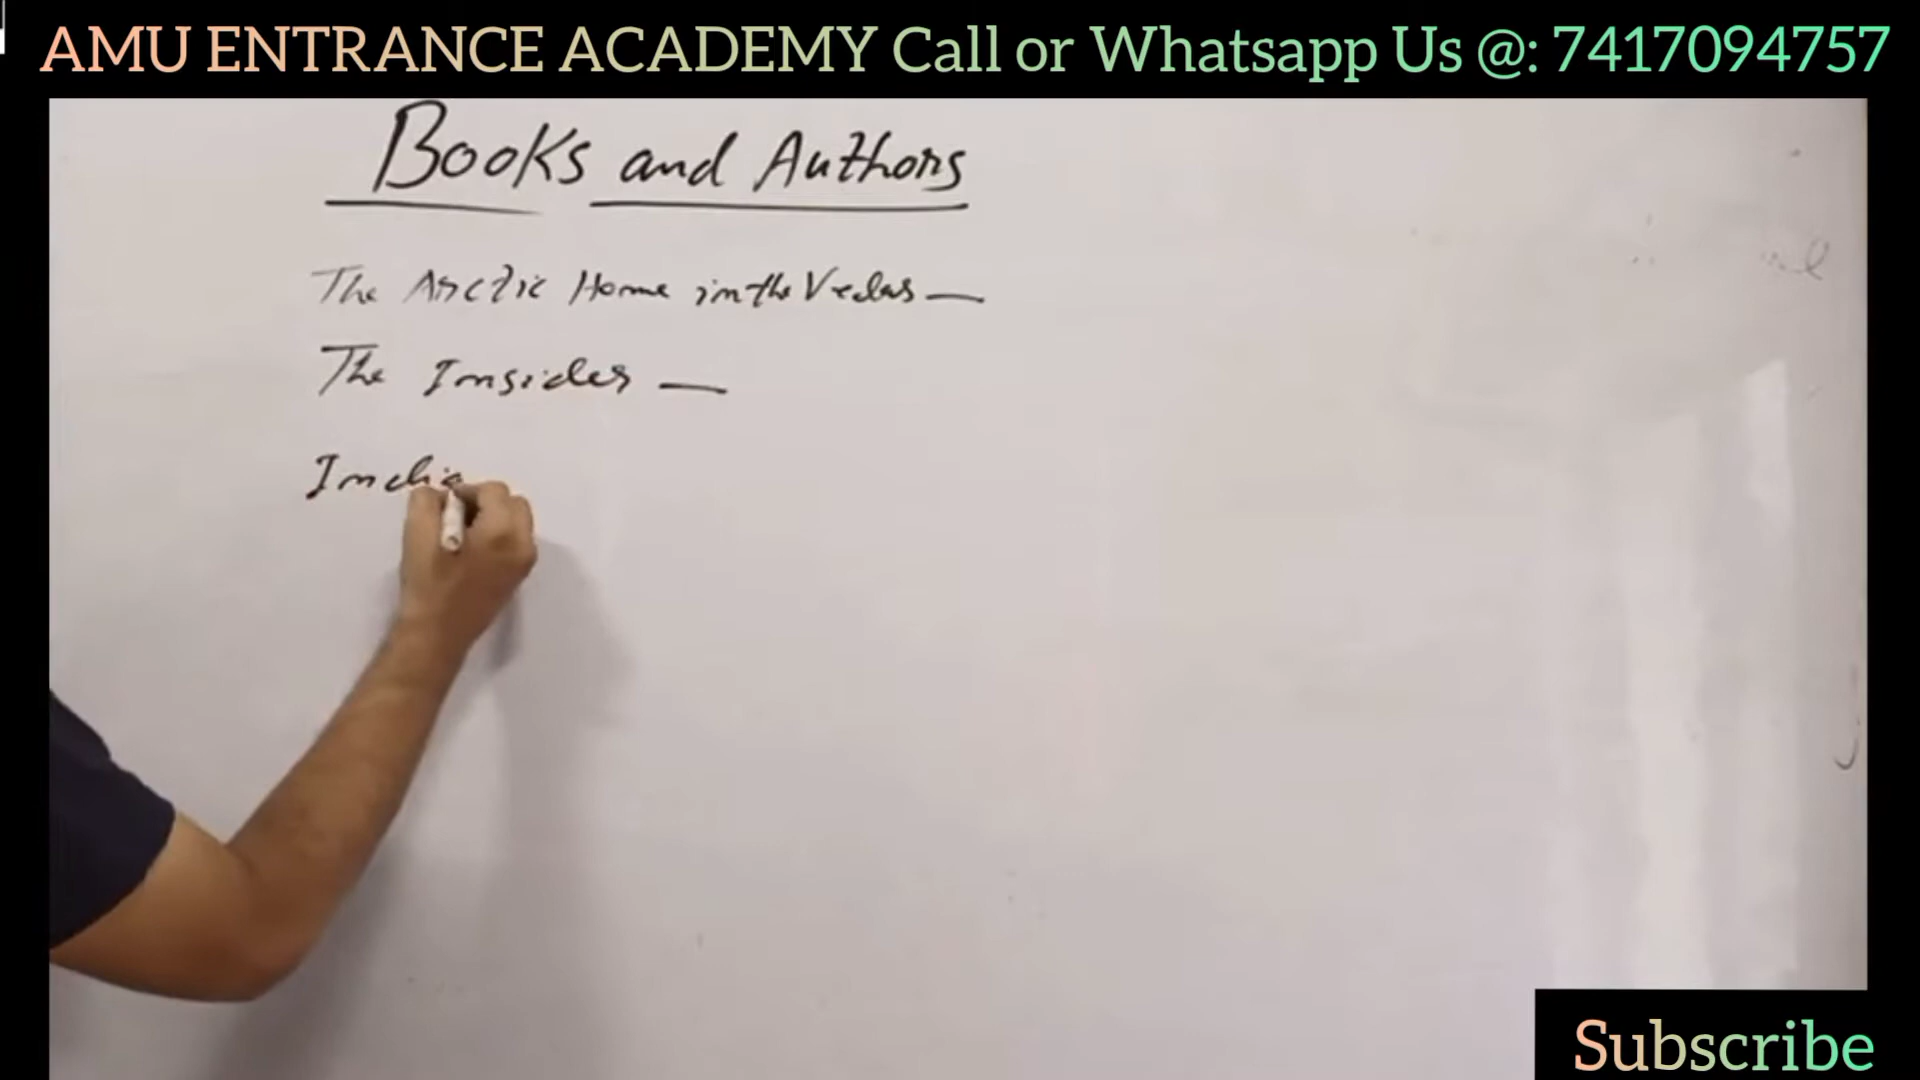 AMU ENTRANCE ACADEMY Call or Whatsapp Us @: 7417094757
Books and Authors
The Arctic Home in the Vedas —
The Insider —
India
Subscribe